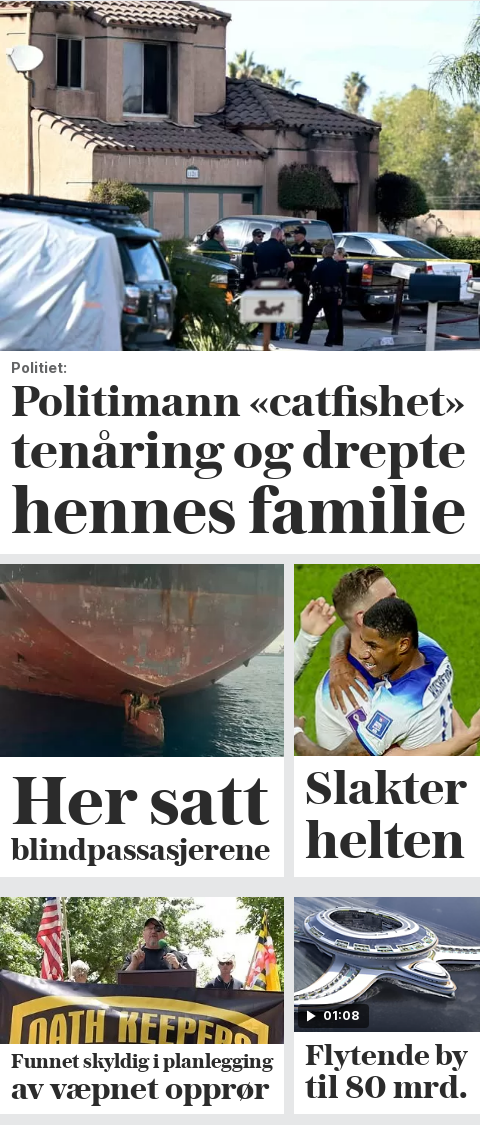 Politiet:
Politimann «catfishet»
tenåring og drepte
hennes familie
Her satt
blindpassasjerene
Slakter
helten
OATH KEEPERS
01:08
Funnet skyldig i planlegging
av væpnet opprør
Flytende by
til 80 mrd.